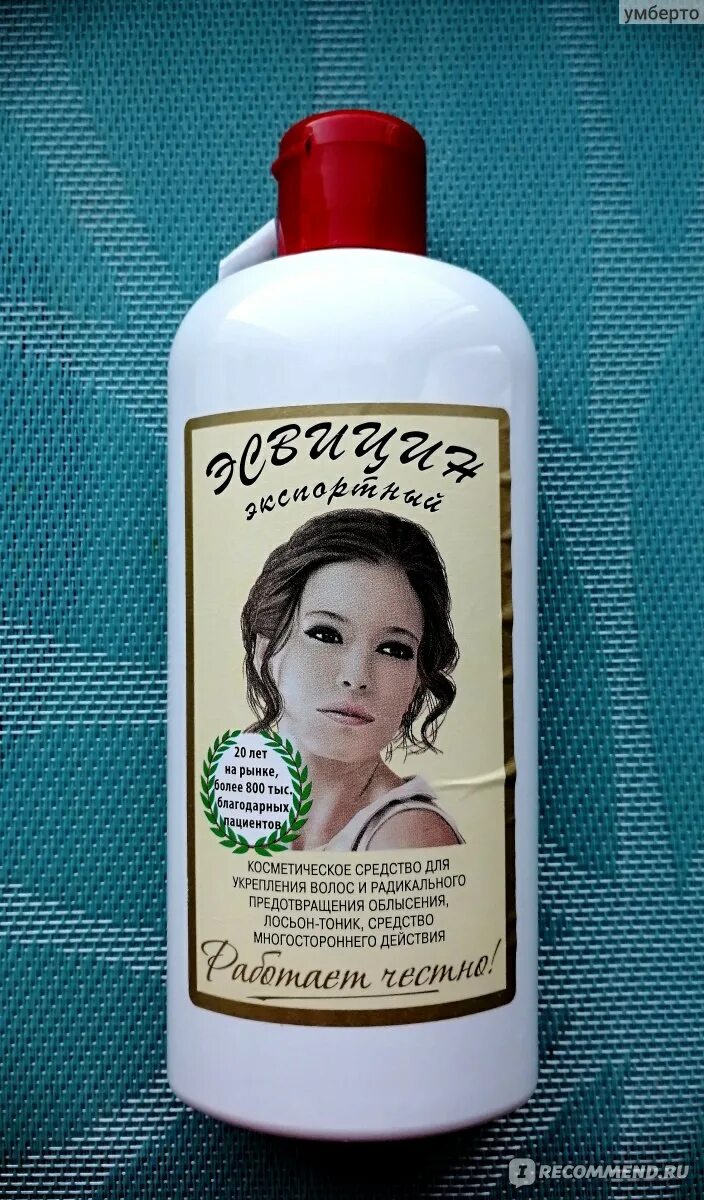 умберто
ЭСВИЦИН
экспортный
20 лет
на рынке,
более 800 тыс.
благодарных
пациентов
КОСМЕТИЧЕСКОЕ СРЕДСТВО ДЛЯ
УКРЕПЛЕНИЯ ВОЛОС И РАДИКАЛЬНОГО
ПРЕДОТВРАЩЕНИЯ ОБЛЫСЕНИЯ,
ЛОСЬОН-ТОНИК, СРЕДСТВО
МНОГОСТОРОННЕГО ДЕЙСТВИЯ
Работает честно!
IRECOMMEND.RU